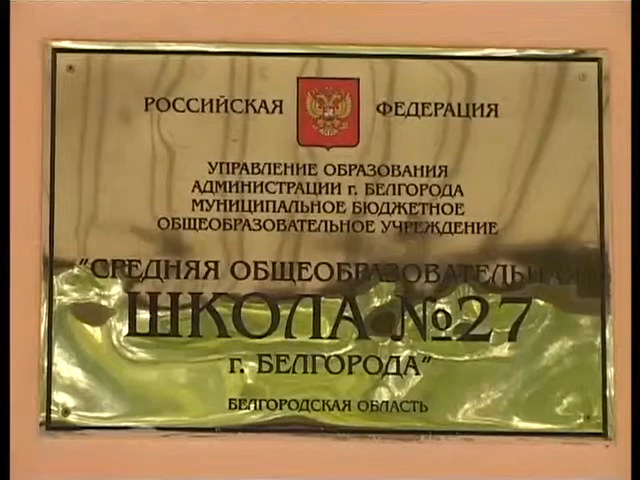 РОССИЙСКАЯ ФЕДЕРАЦИЯ
УПРАВЛЕНИЕ ОБРАЗОВАНИЯ
АДМИНИСТРАЦИИ г. БЕЛГОРОДА
МУНИЦИПАЛЬНОЕ БЮДЖЕТНОЕ
ОБЩЕОБРАЗОВАТЕЛЬНОЕ УЧРЕЖДЕНИЕ
"СРЕДНЯЯ ОБЩЕОБРАЗОВАТЕЛЬНАЯ
ШКОЛА №27
г. БЕЛГОРОДА"
БЕЛГОРОДСКАЯ ОБЛАСТЬ